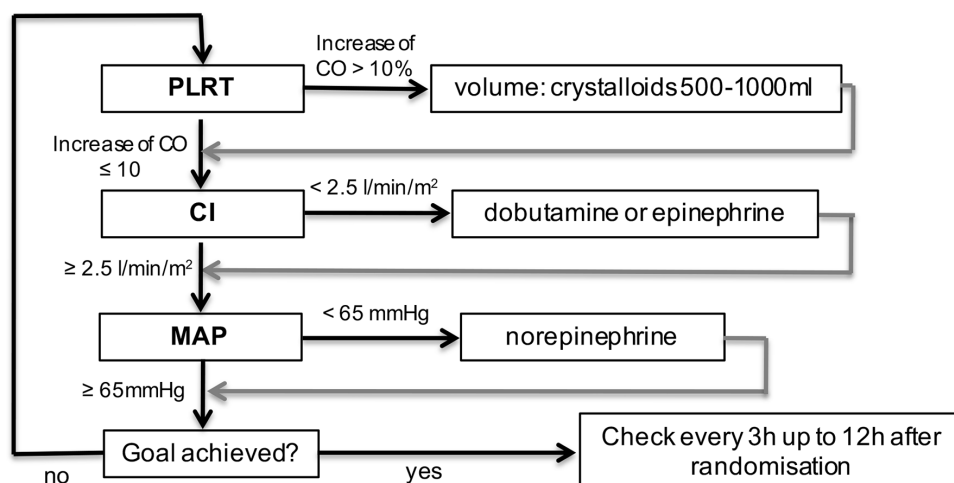 Increase of
CO > 10%
PLRT
volume: crystalloids 500-1000ml
Increase of CO
≤ 10
< 2.5 l/min/m²
CI
dobutamine or epinephrine
≥ 2.5 l/min/m²
< 65 mmHg
MAP
norepinephrine
≥ 65mmHg
Goal achieved?
Check every 3h up to 12h after
randomisation
no
yes